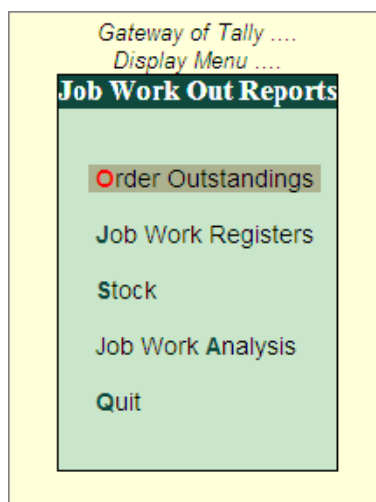 Gateway of Tally ....
Display Menu ....
Job Work Out Reports
Order Outstandings
Job Work Registers
Stock
Job Work Analysis
Quit